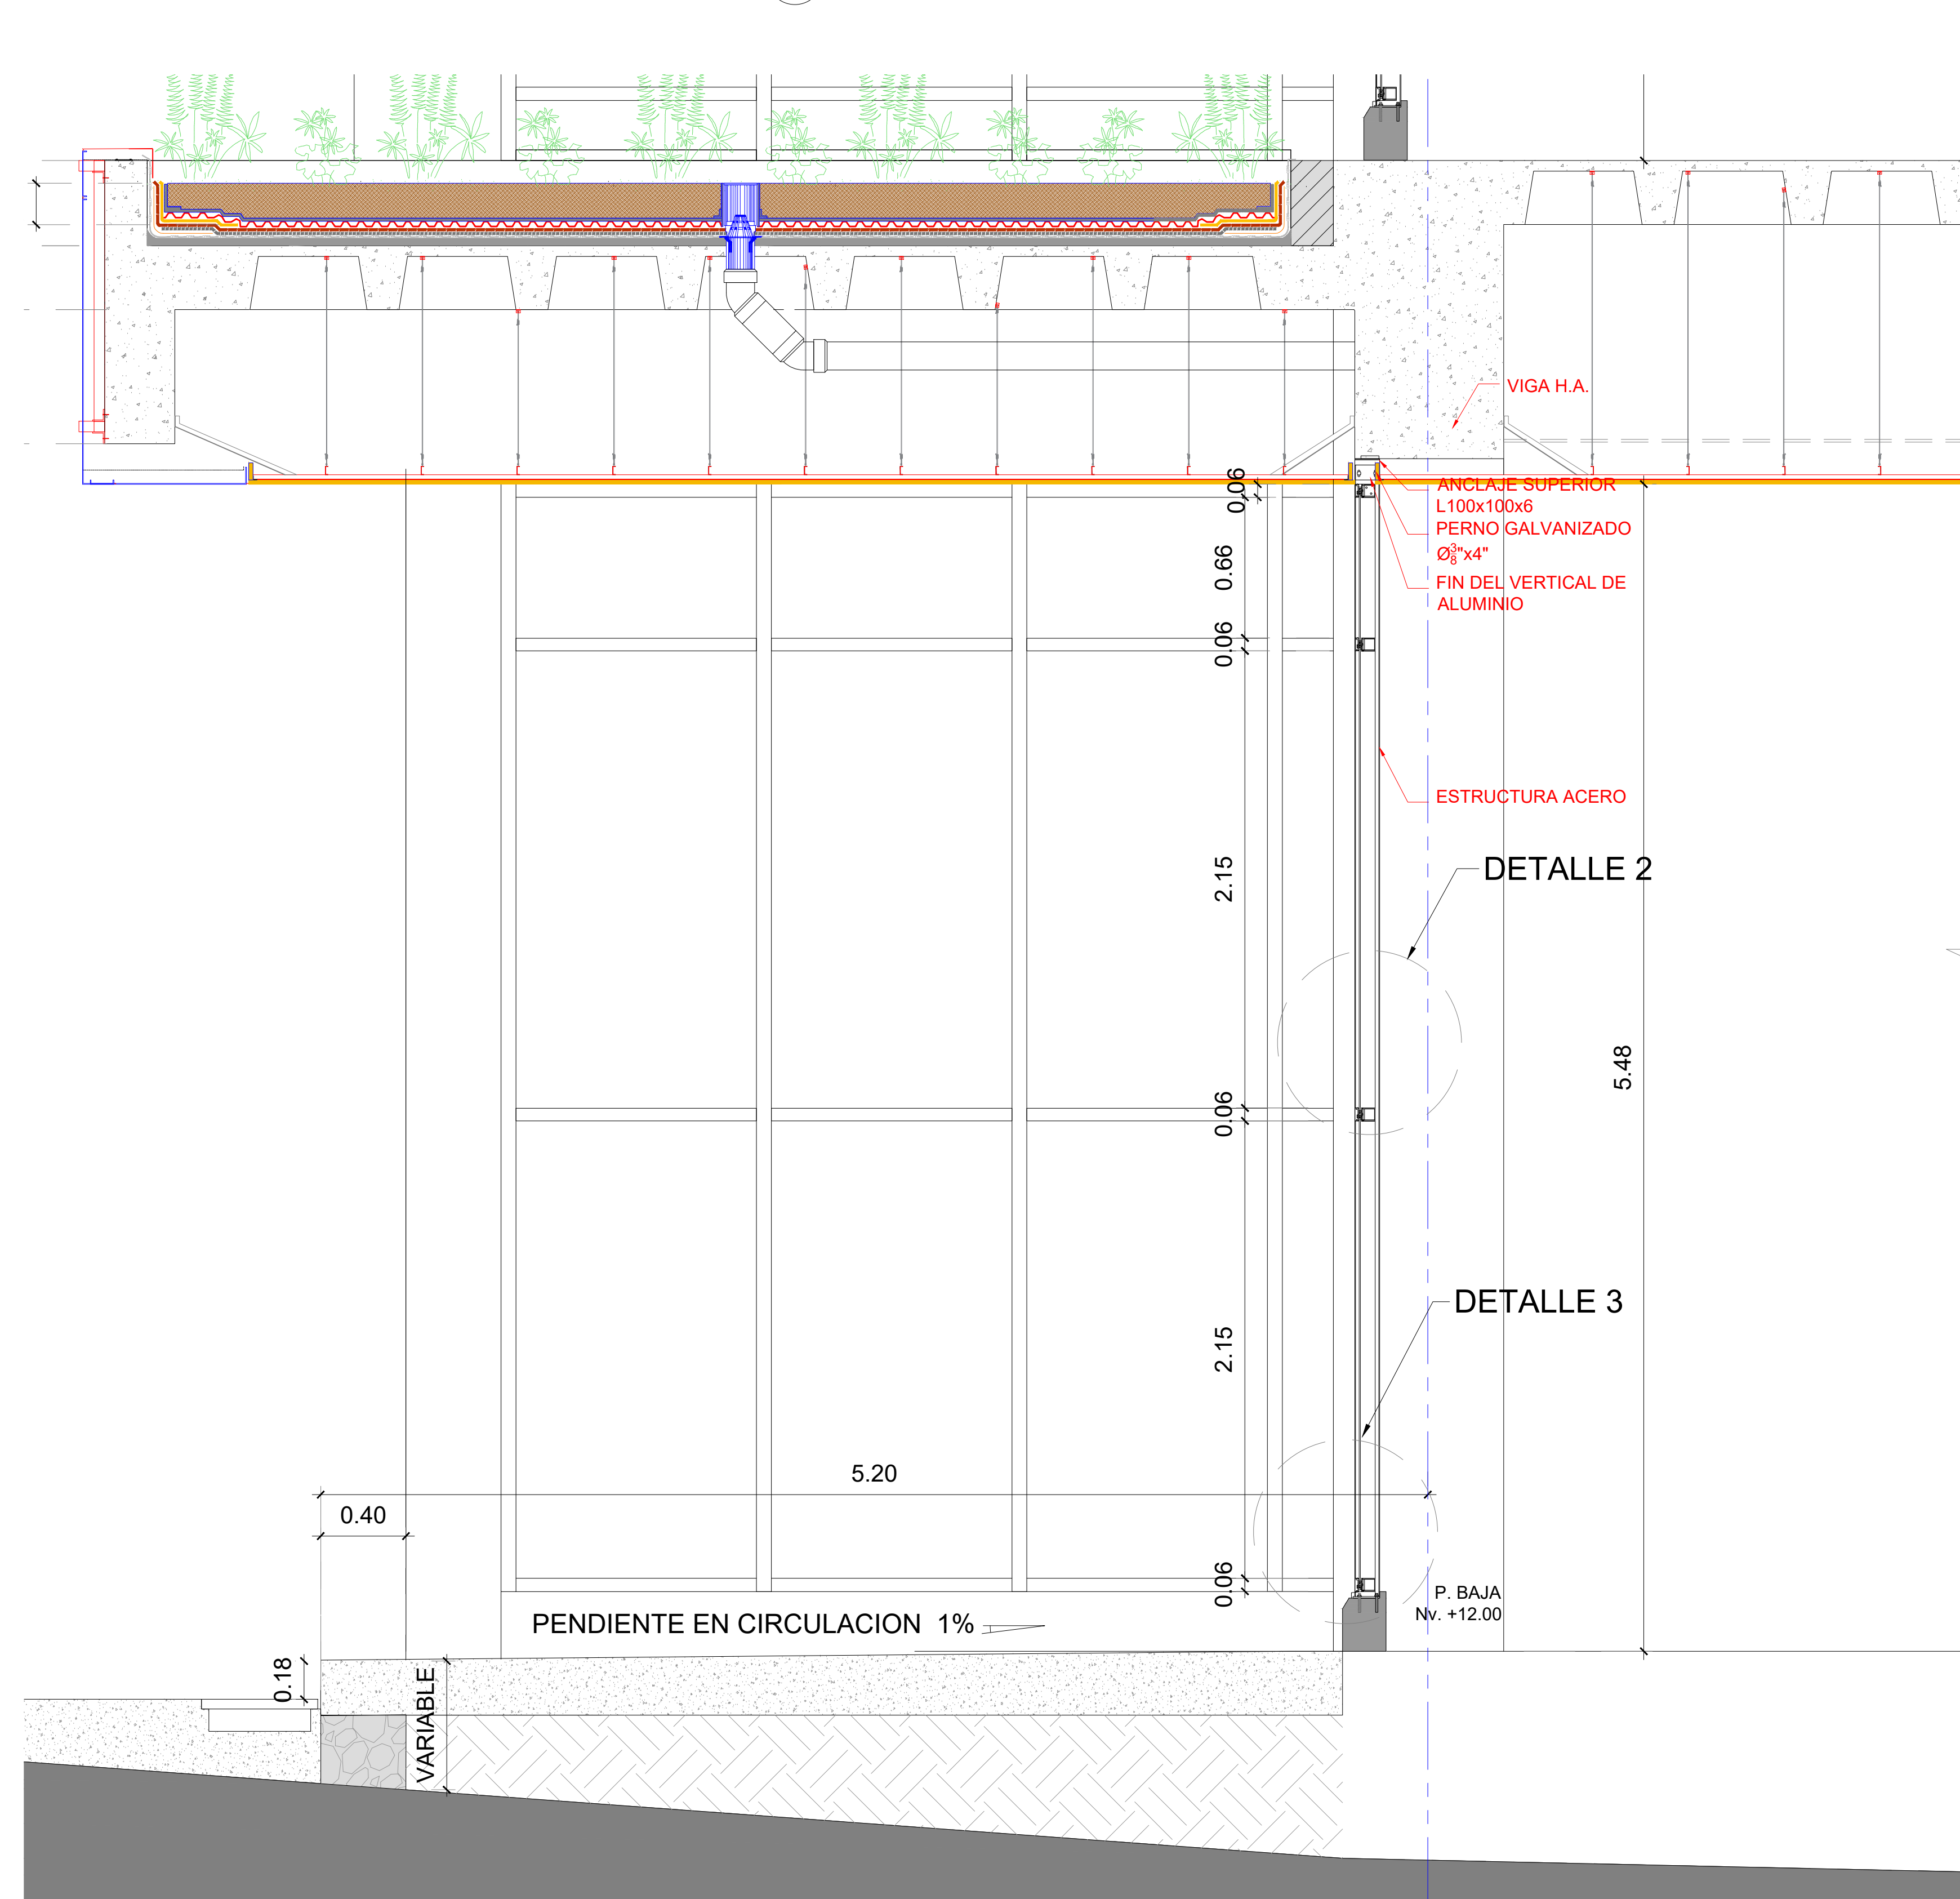 VIGA H.A.
ANCLAJE SUPERIOR
L100x100x6
PERNO GALVANIZADO
Ø3/8"x4"
FIN DEL VERTICAL DE
ALUMINIO
0.06
0.66
0.06
ESTRUCTURA ACERO
2.15
DETALLE 2
5.48
0.06
DETALLE 3
2.15
5.20
0.40
0.06
P. BAJA
Nv. +12.00
PENDIENTE EN CIRCULACION 1%
0.18
VARIABLE